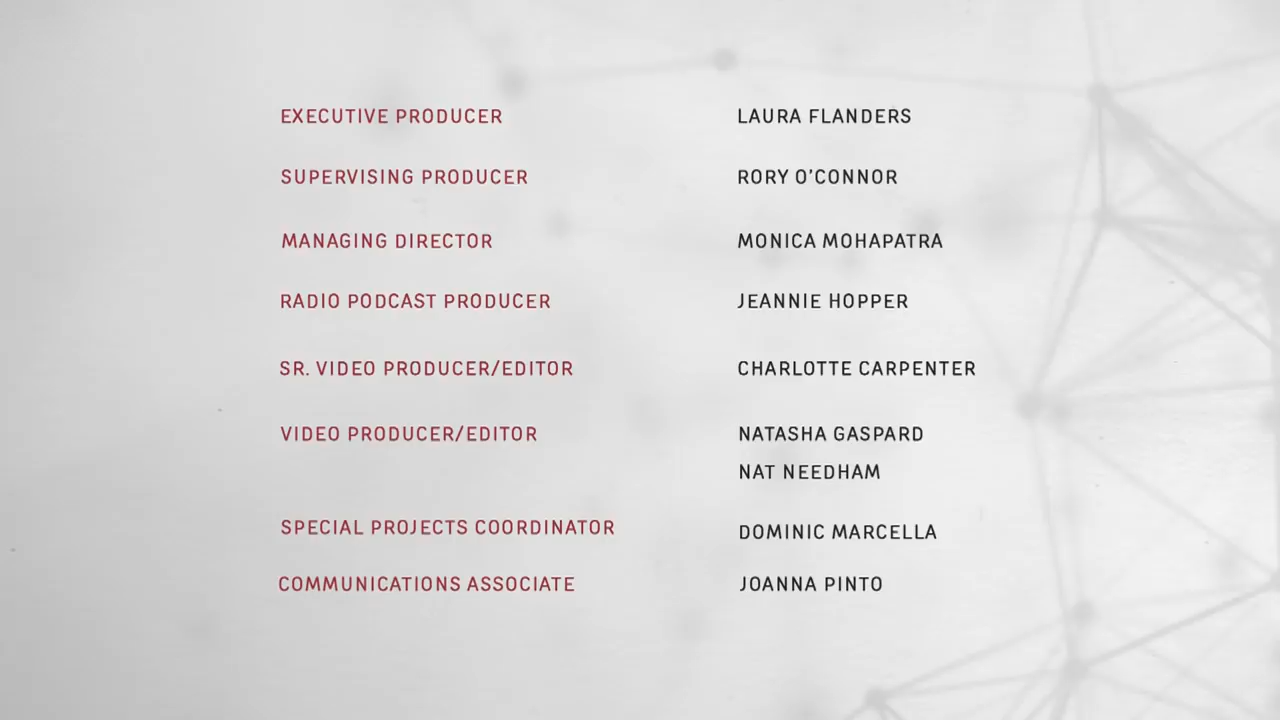 EXECUTIVE PRODUCER LAURA FLANDERS
SUPERVISING PRODUCER RORY O'CONNOR
MANAGING DIRECTOR MONICA MOHAPATRA
RADIO PODCAST PRODUCER JEANNIE HOPPER
SR. VIDEO PRODUCER/EDITOR CHARLOTTE CARPENTER
VIDEO PRODUCER/EDITOR NATASHA GASPARD
NAT NEEDHAM
SPECIAL PROJECTS COORDINATOR DOMINIC MARCELLA
COMMUNICATIONS ASSOCIATE JOANNA PINTO